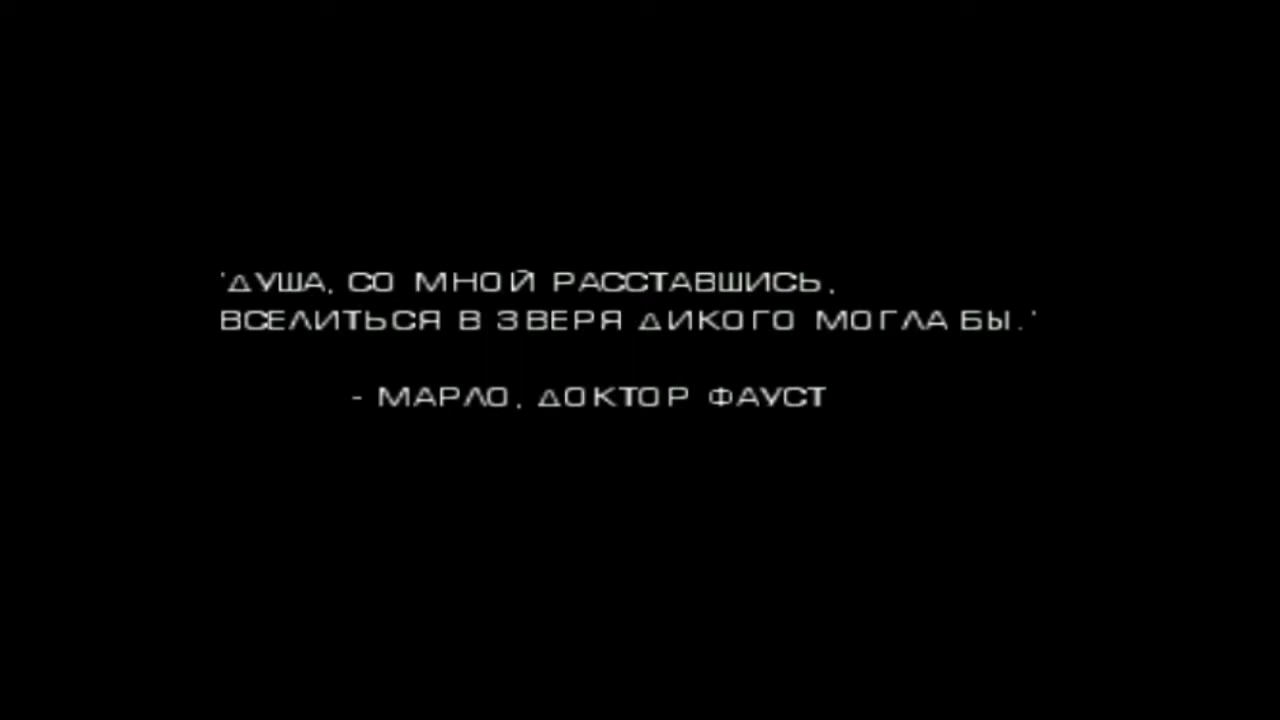 'ДУША, СО МНОЙ РАССТАВШИСЬ,
ВСЕЛИТЬСЯ В ЗВЕРЯ ДИКОГО МОГЛА БЫ.'
- МАРЛО, ДОКТОР ФАУСТ